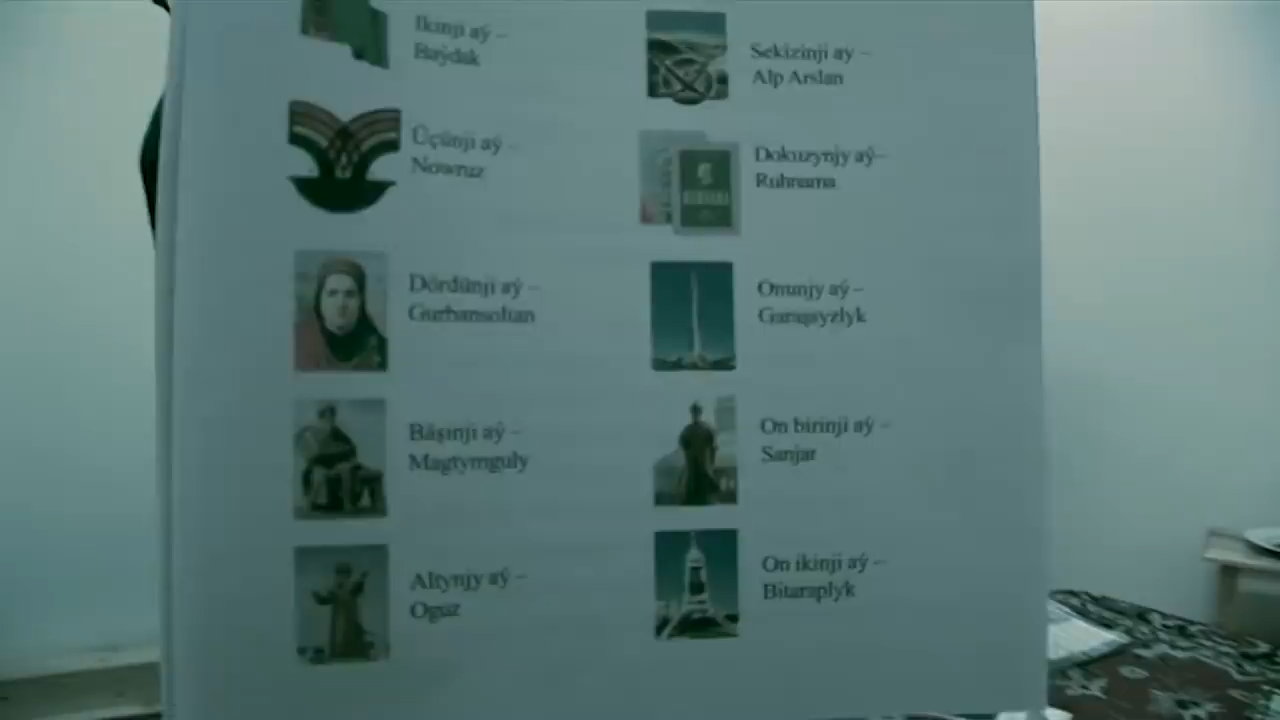 Ikinji aý –
Baýdak
Üçünji aý –
Nowruz
Dördünji aý –
Gurbansoltan
Bäşinji aý –
Magtymguly
Altynjy aý –
Oguz
Sekizinji aý –
Alp Arslan
Dokuzynjy aý–
Ruhnama
Onunjy aý –
Garaşsyzlyk
On birinji aý –
Sanjar
On ikinji aý –
Bitaraplyk